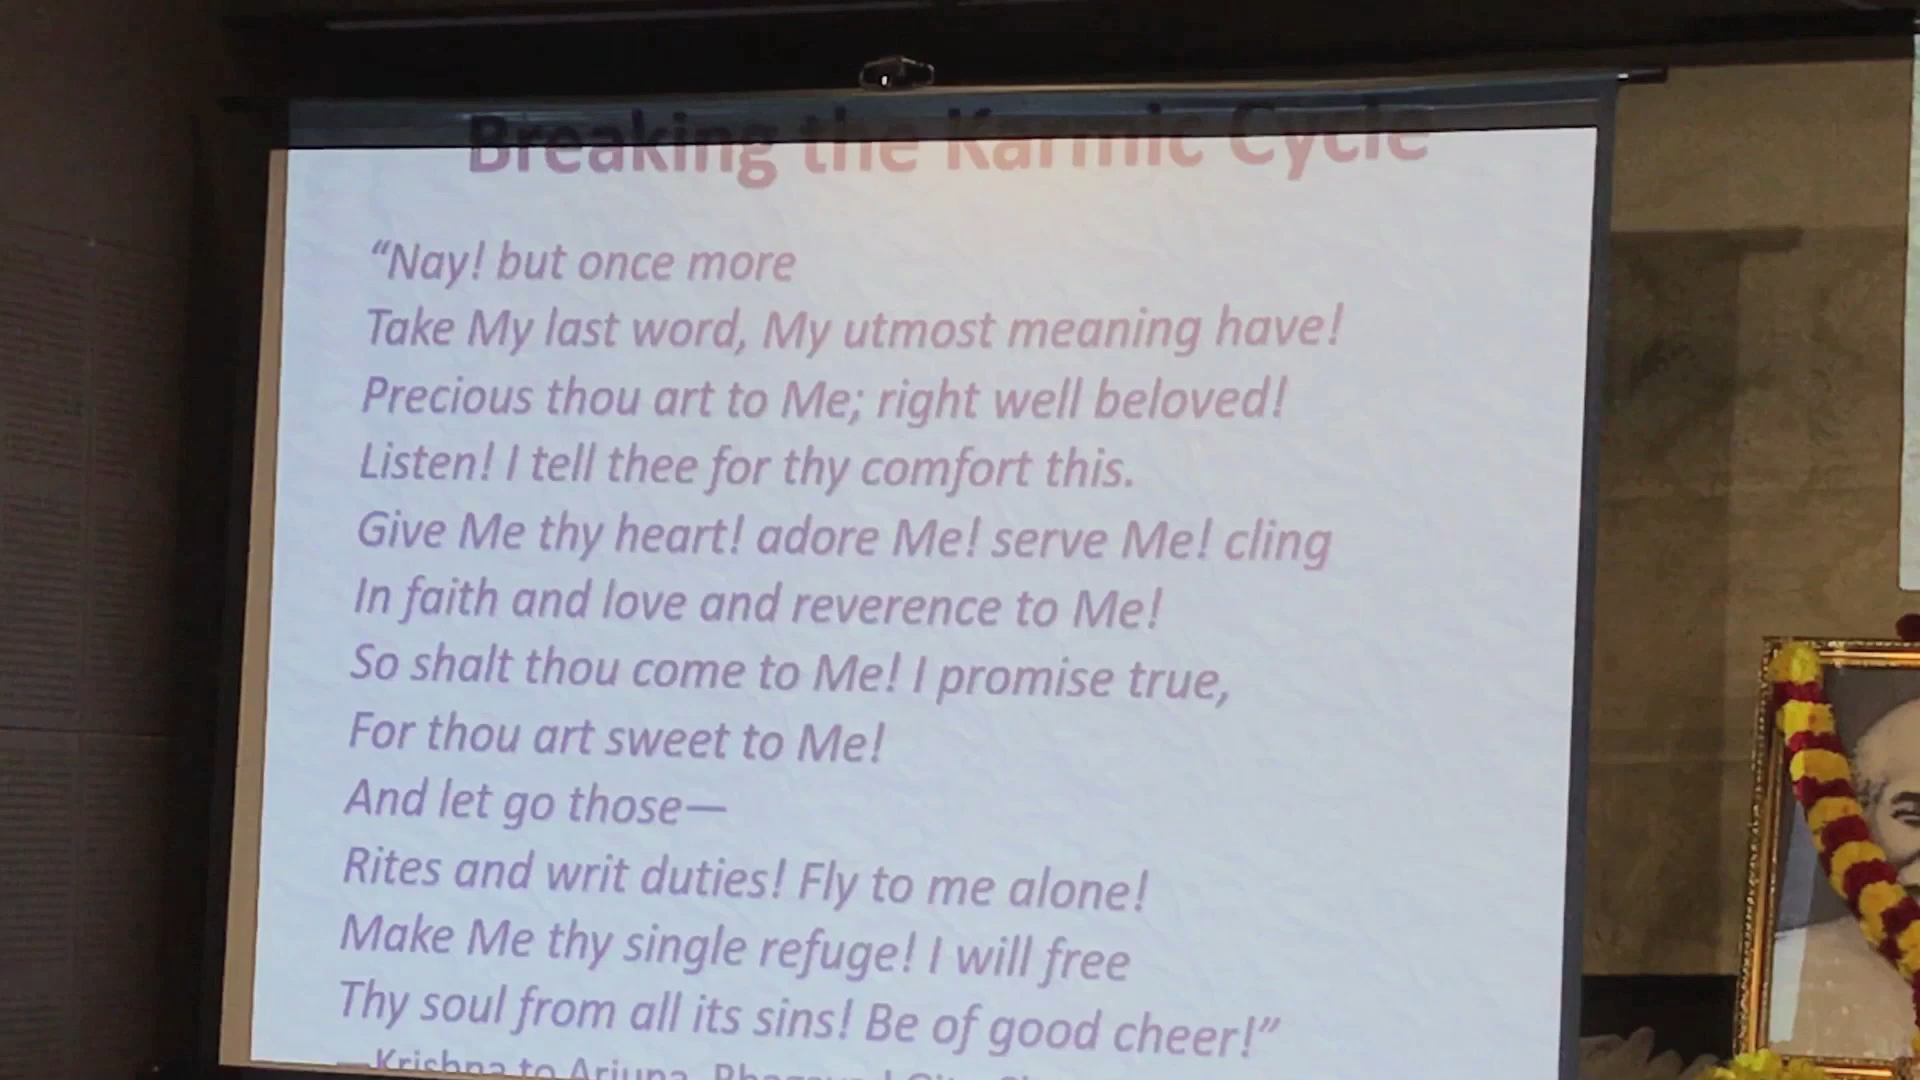 Breaking the Karmic Cycle
“Nay! but once more
Take My last word, My utmost meaning have!
Precious thou art to Me; right well beloved!
Listen! I tell thee for thy comfort this.
Give Me thy heart! adore Me! serve Me! cling
In faith and love and reverence to Me!
So shalt thou come to Me! I promise true,
For thou art sweet to Me!
And let go those—
Rites and writ duties! Fly to me alone!
Make Me thy single refuge! I will free
Thy soul from all its sins! Be of good cheer!”
—Krishna to Arjuna,